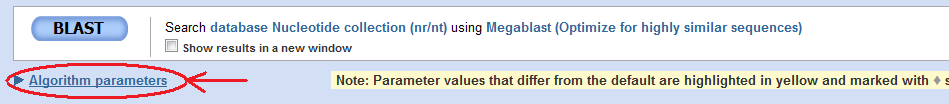 BLAST
Search database Nucleotide collection (nr/nt) using Megablast (Optimize for highly similar sequences)
Show results in a new window
Algorithm parameters
Note: Parameter values that differ from the default are highlighted in yellow and marked with ♦ s